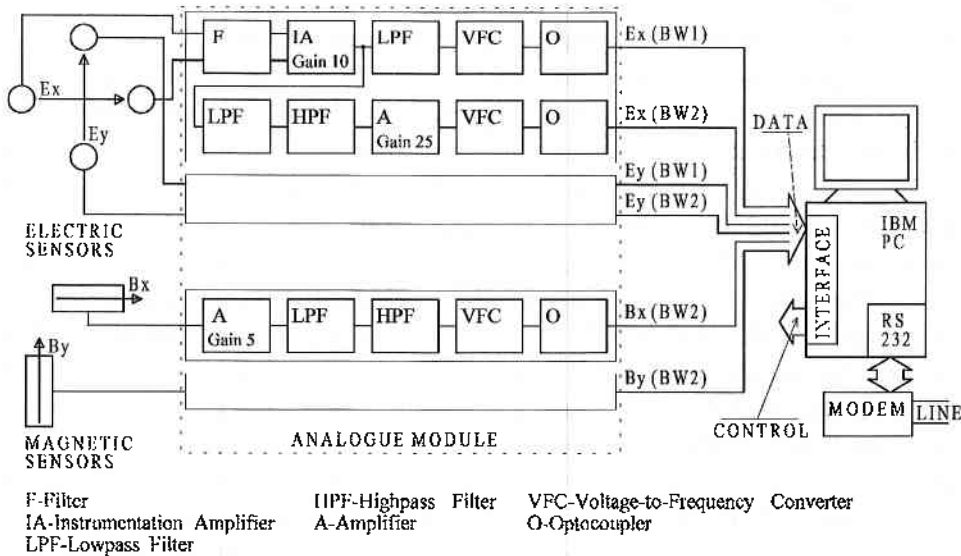 F
IA
Gain 10
LPF
VFC
O
Ex (BW1)
Ex
Ey
LPF
HPF
A
Gain 25
VFC
O
Ex (BW2)
DATA
Ey (BW1)
Ey (BW2)
ELECTRIC
SENSORS
IBM
PC
INTERFACE
Bx
A
Gain 5
LPF
HPF
VFC
O
Bx (BW2)
RS
232
By
By (BW2)
MAGNETIC
SENSORS
ANALOGUE MODULE
CONTROL
MODEM
LINE
F-Filter
HPF-Highpass Filter
VFC-Voltage-to-Frequency Converter
IA-Instrumentation Amplifier
A-Amplifier
O-Optocoupler
LPF-Lowpass Filter